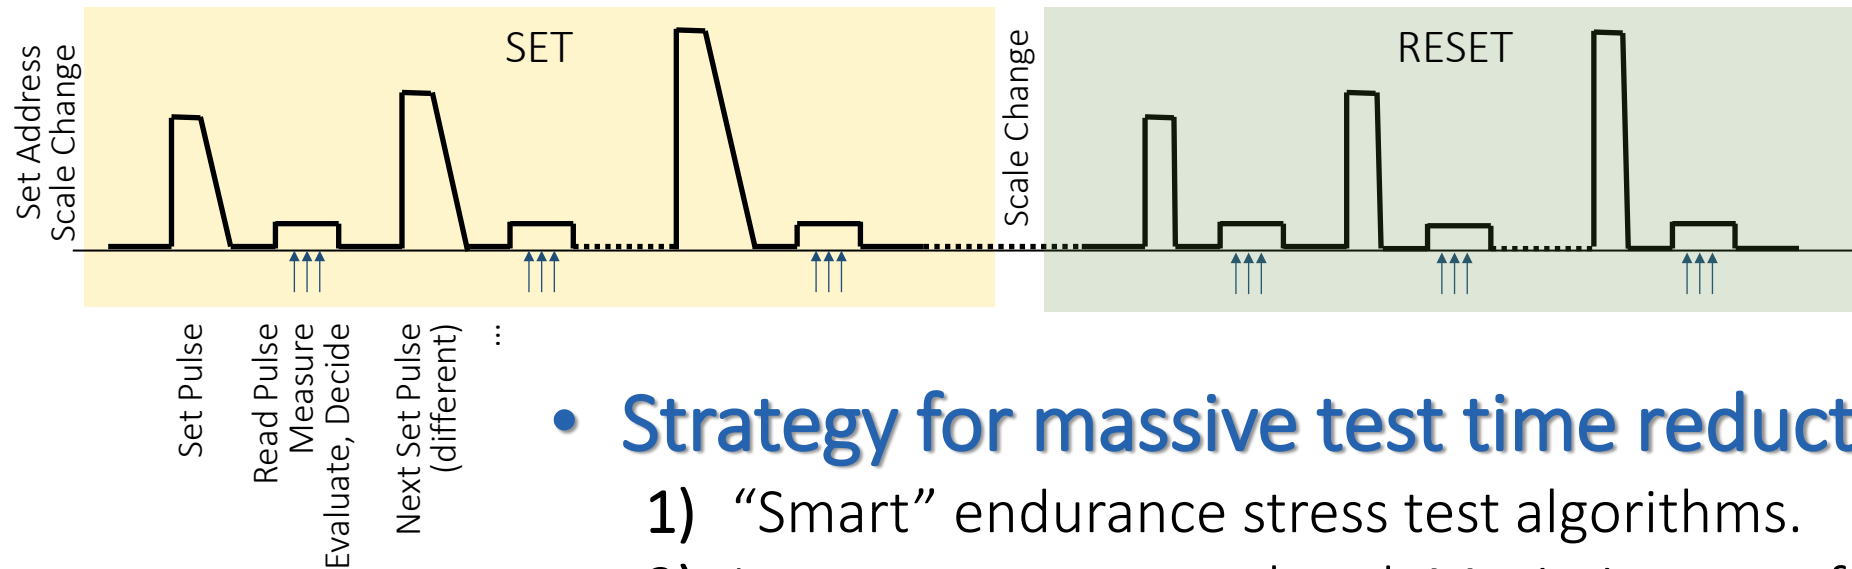 Set Address
Scale Change
SET
Scale Change
RESET
Set Pulse
Read Pulse
Measure
Evaluate, Decide
Next Set Pulse
(different)
...
• Strategy for massive test time reduct
1) “Smart” endurance stress test algorithms.